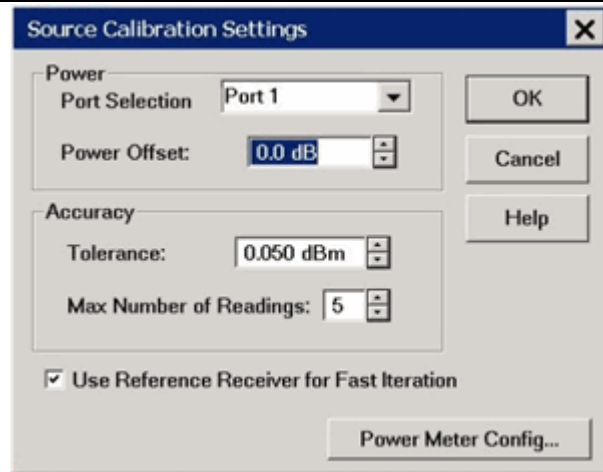 Source Calibration Settings
Power
Port Selection Port 1
OK
Power Offset: 0.0 dB
Cancel
Accuracy
Help
Tolerance: 0.050 dBm
Max Number of Readings: 5
Use Reference Receiver for Fast Iteration
Power Meter Config...